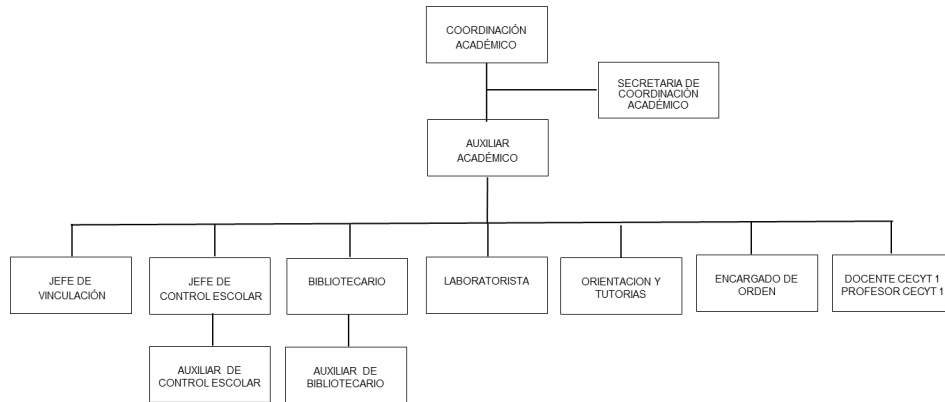 COORDINACIÓN
ACADÉMICO
SECRETARIA DE
COORDINACIÓN
ACADÉMICO
AUXILIAR
ACADÉMICO
JEFE DE
VINCULACIÓN
JEFE DE
CONTROL ESCOLAR
BIBLIOTECARIO
LABORATORISTA
ORIENTACION Y
TUTORIAS
ENCARGADO DE
ORDEN
DOCENTE CECYT 1
PROFESOR CECYT 1
AUXILIAR DE
CONTROL ESCOLAR
AUXILIAR DE
BIBLIOTECARIO